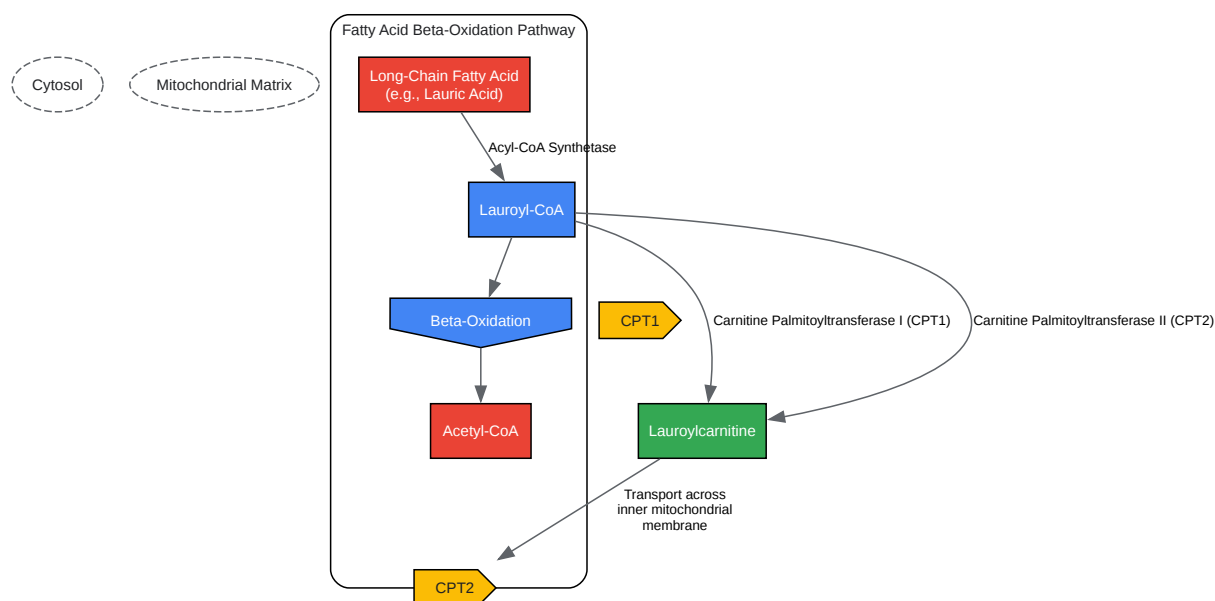 Fatty Acid Beta-Oxidation Pathway
Cytosol
Mitochondrial Matrix
Long-Chain Fatty Acid
(e.g., Lauric Acid)
Acyl-CoA Synthetase
Lauroyl-CoA
Beta-Oxidation
CPT1
Carnitine Palmitoyltransferase I (CPT1)
Carnitine Palmitoyltransferase II (CPT2)
Acetyl-CoA
Lauroylcarnitine
Transport across
inner mitochondrial
membrane
CPT2